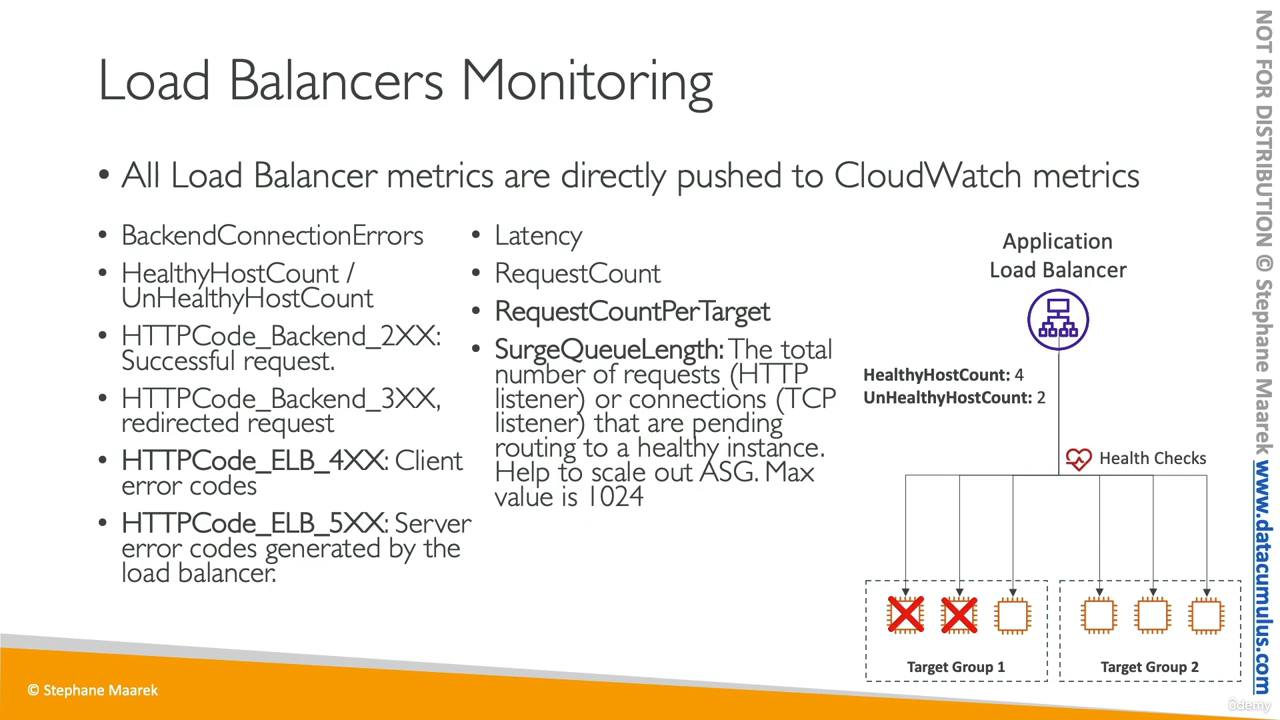 Load Balancers Monitoring
• All Load Balancer metrics are directly pushed to CloudWatch metrics
• BackendConnectionErrors
• HealthyHostCount /
UnHealthyHostCount
• HTTPCode_Backend_2XX:
Successful request.
• HTTPCode_Backend_3XX,
redirected request
• HTTPCode_ELB_4XX: Client
error codes
• HTTPCode_ELB_5XX: Server
error codes generated by the
load balancer.
• Latency
• RequestCount
• RequestCountPerTarget
• SurgeQueueLength: The total
number of requests (HTTP
listener) or connections (TCP
listener) that are pending
routing to a healthy instance.
Help to scale out ASG. Max
value is 1024
Application
Load Balancer
HealthyHostCount: 4
UnHealthyHostCount: 2
Health Checks
Target Group 1
Target Group 2
© Stephane Maarek
NOT FOR DISTRIBUTION © Stephane Maarek www.datacumulus.com
ûdemy